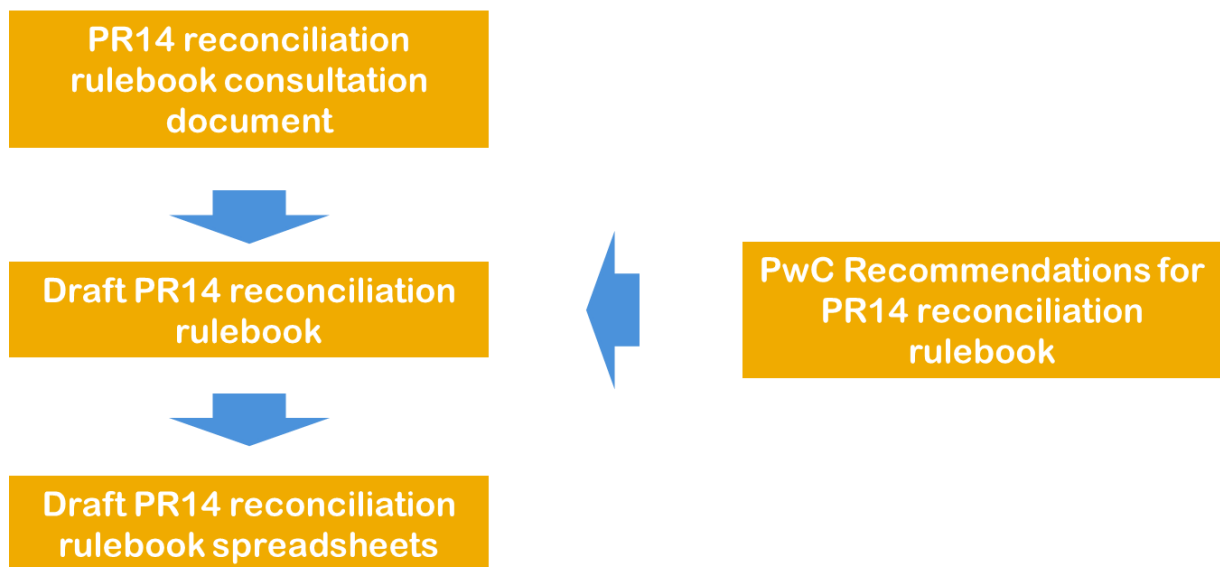 PR14 reconciliation
rulebook consultation
document
Draft PR14 reconciliation
rulebook
PwC Recommendations for
PR14 reconciliation
rulebook
Draft PR14 reconciliation
rulebook spreadsheets